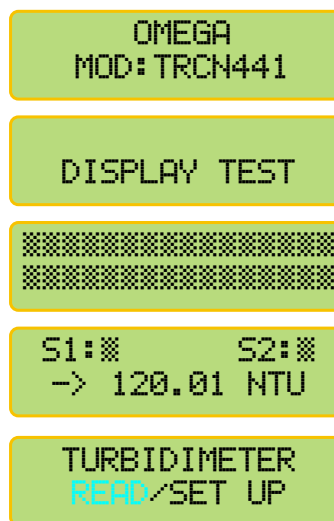 OMEGA
MOD:TRCN441
DISPLAY TEST
▒▒▒▒▒▒▒▒▒▒▒▒▒▒▒▒
▒▒▒▒▒▒▒▒▒▒▒▒▒▒▒▒
S1:▒ S2:▒
-> 120.01 NTU
TURBIDIMETER
READ/SET UP